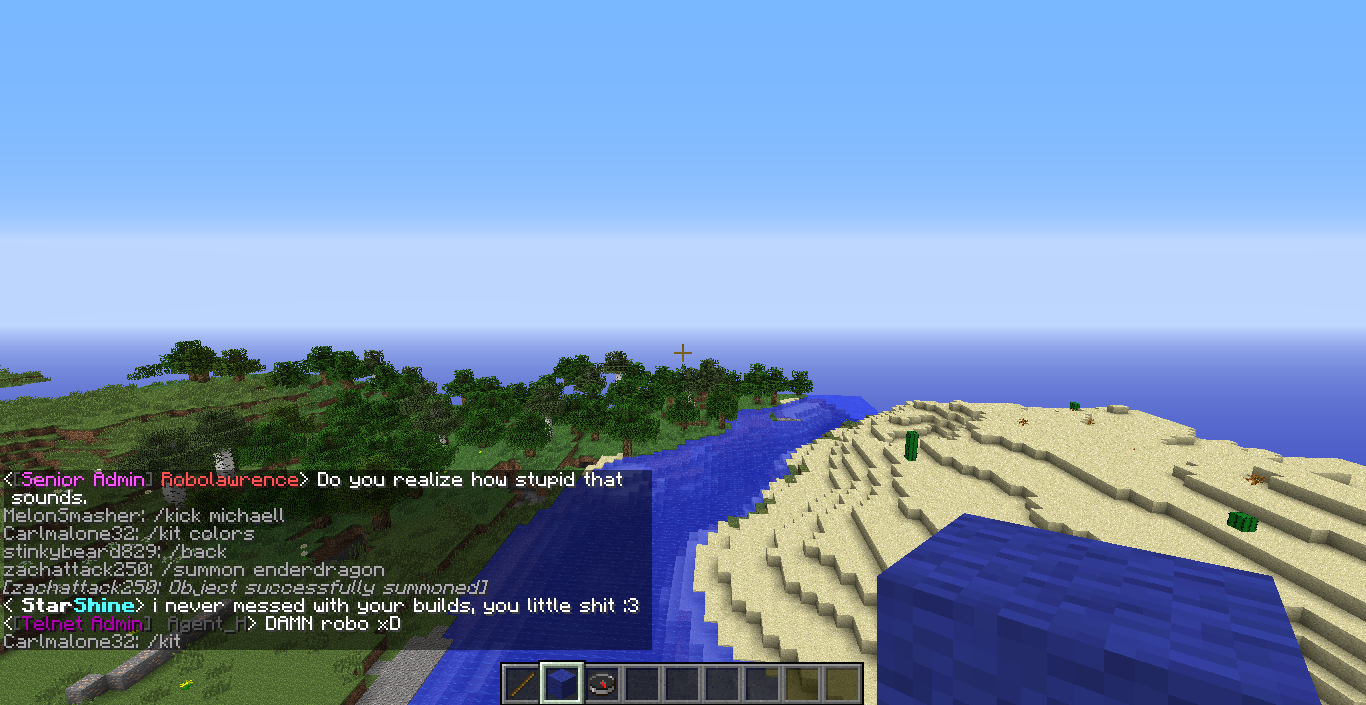 <[Senior Admin] Robolawrence> Do you realize how stupid that
sounds.
MelonSmasher: /kick michaell
Carlmalone32: /kit colors
stinkybeard829: /back
zachattack250: /summon enderdragon
[zachattack250: Object successfully summoned]
< StarShine> i never messed with your builds, you little shit :3
<[Telnet Admin] Agent_H> DAMN robo xD
Carlmalone32: /kit